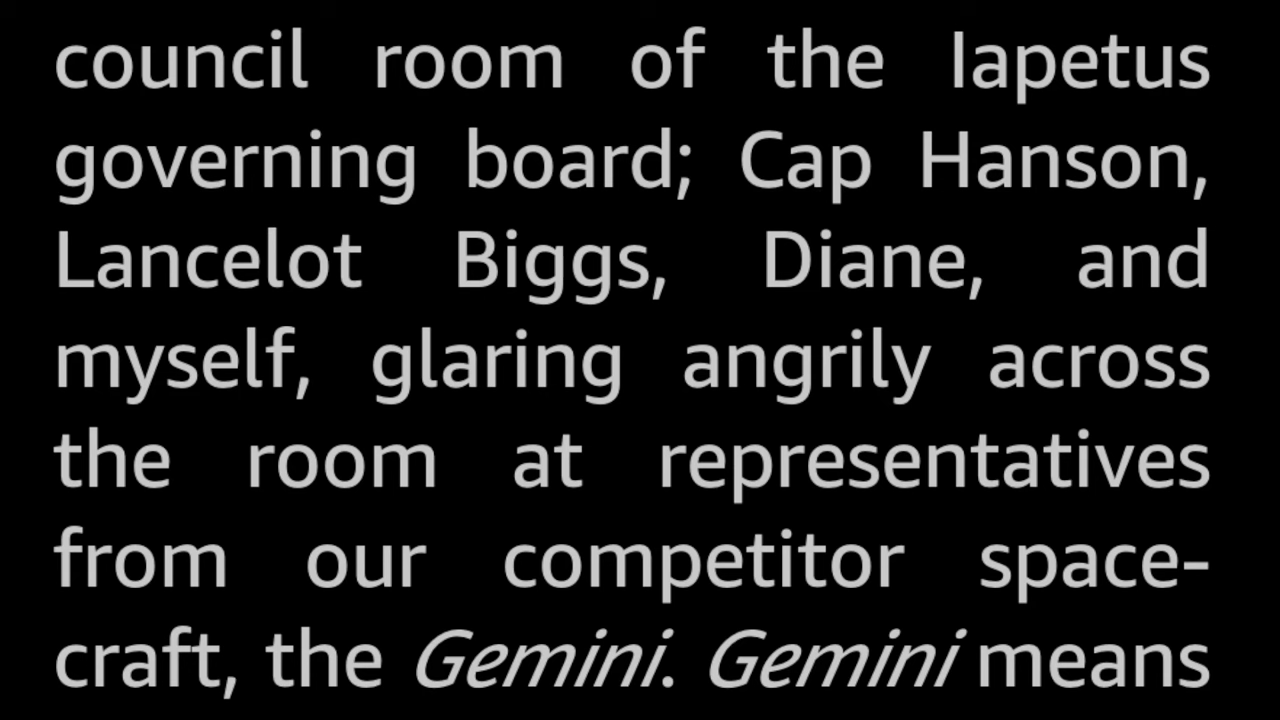 council room of the Iapetus
governing board; Cap Hanson,
Lancelot Biggs, Diane, and
myself, glaring angrily across
the room at representatives
from our competitor space-
craft, the Gemini. Gemini means